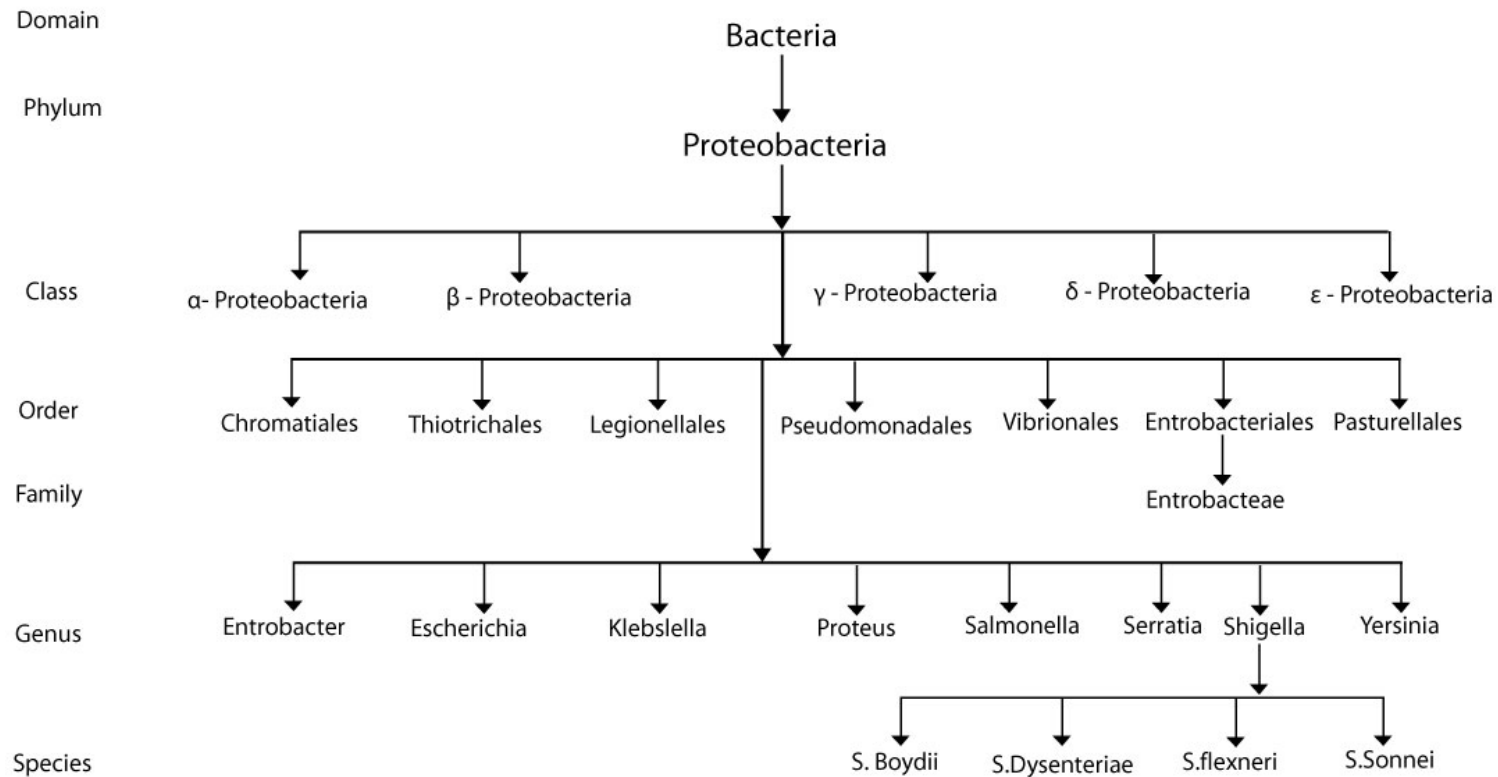 Domain
Bacteria
Phylum
Proteobacteria
Class
α- Proteobacteria β - Proteobacteria γ - Proteobacteria δ - Proteobacteria ε - Proteobacteria
Order
Chromatiales Thiotrichales Legionellales Pseudomonadales Vibrionales Entrobacteriales Pasturellales
Family
Entrobacteae
Genus
Entrobacter Escherichia Klebslella Proteus Salmonella Serratia Shigella Yersinia
Species
S. Boydii S.Dysenteriae S.flexneri S.Sonnei